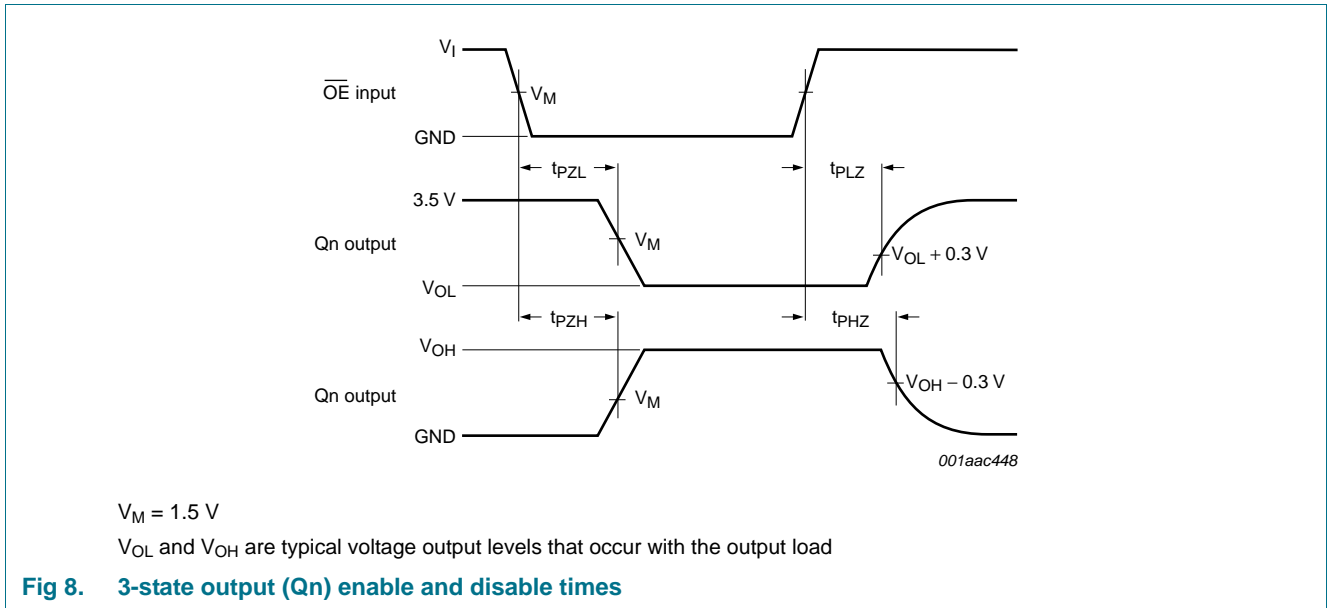 V_I
OE input
V_M
GND
t_PZL
t_PLZ
3.5 V
Qn output
V_M
V_OL + 0.3 V
V_OL
t_PZH
t_PHZ
V_OH
V_OH − 0.3 V
Qn output
V_M
GND
001aac448
V_M = 1.5 V
V_OL and V_OH are typical voltage output levels that occur with the output load
Fig 8. 3-state output (Qn) enable and disable times